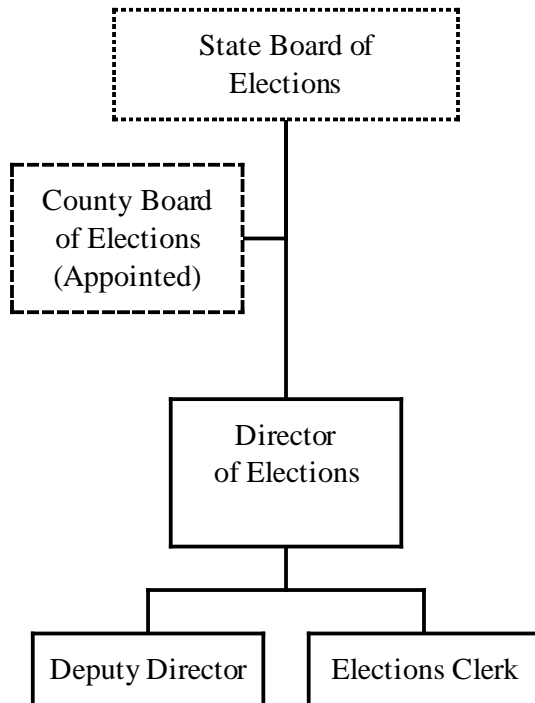 State Board of
Elections
County Board
of Elections
(Appointed)
Director
of Elections
Deputy Director
Elections Clerk